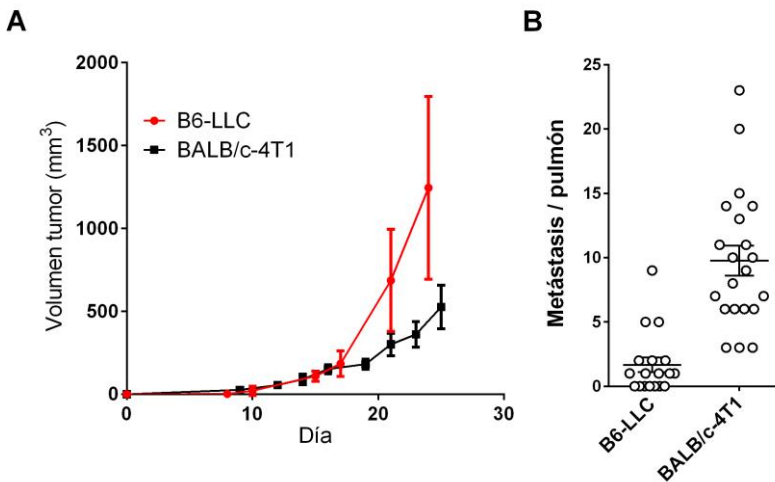 A
Volumen tumor (mm³)
2000
1500
1000
500
0
B6-LLC
BALB/c-4T1
0
10
20
30
Día
B
Metástasis / pulmón
25
20
15
10
5
0
B6-LLC
BALB/c-4T1